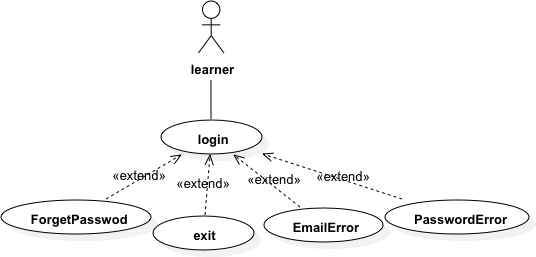 learner
login
«extend»
«extend»
«extend»
«extend»
ForgetPasswod
exit
EmailError
PasswordError